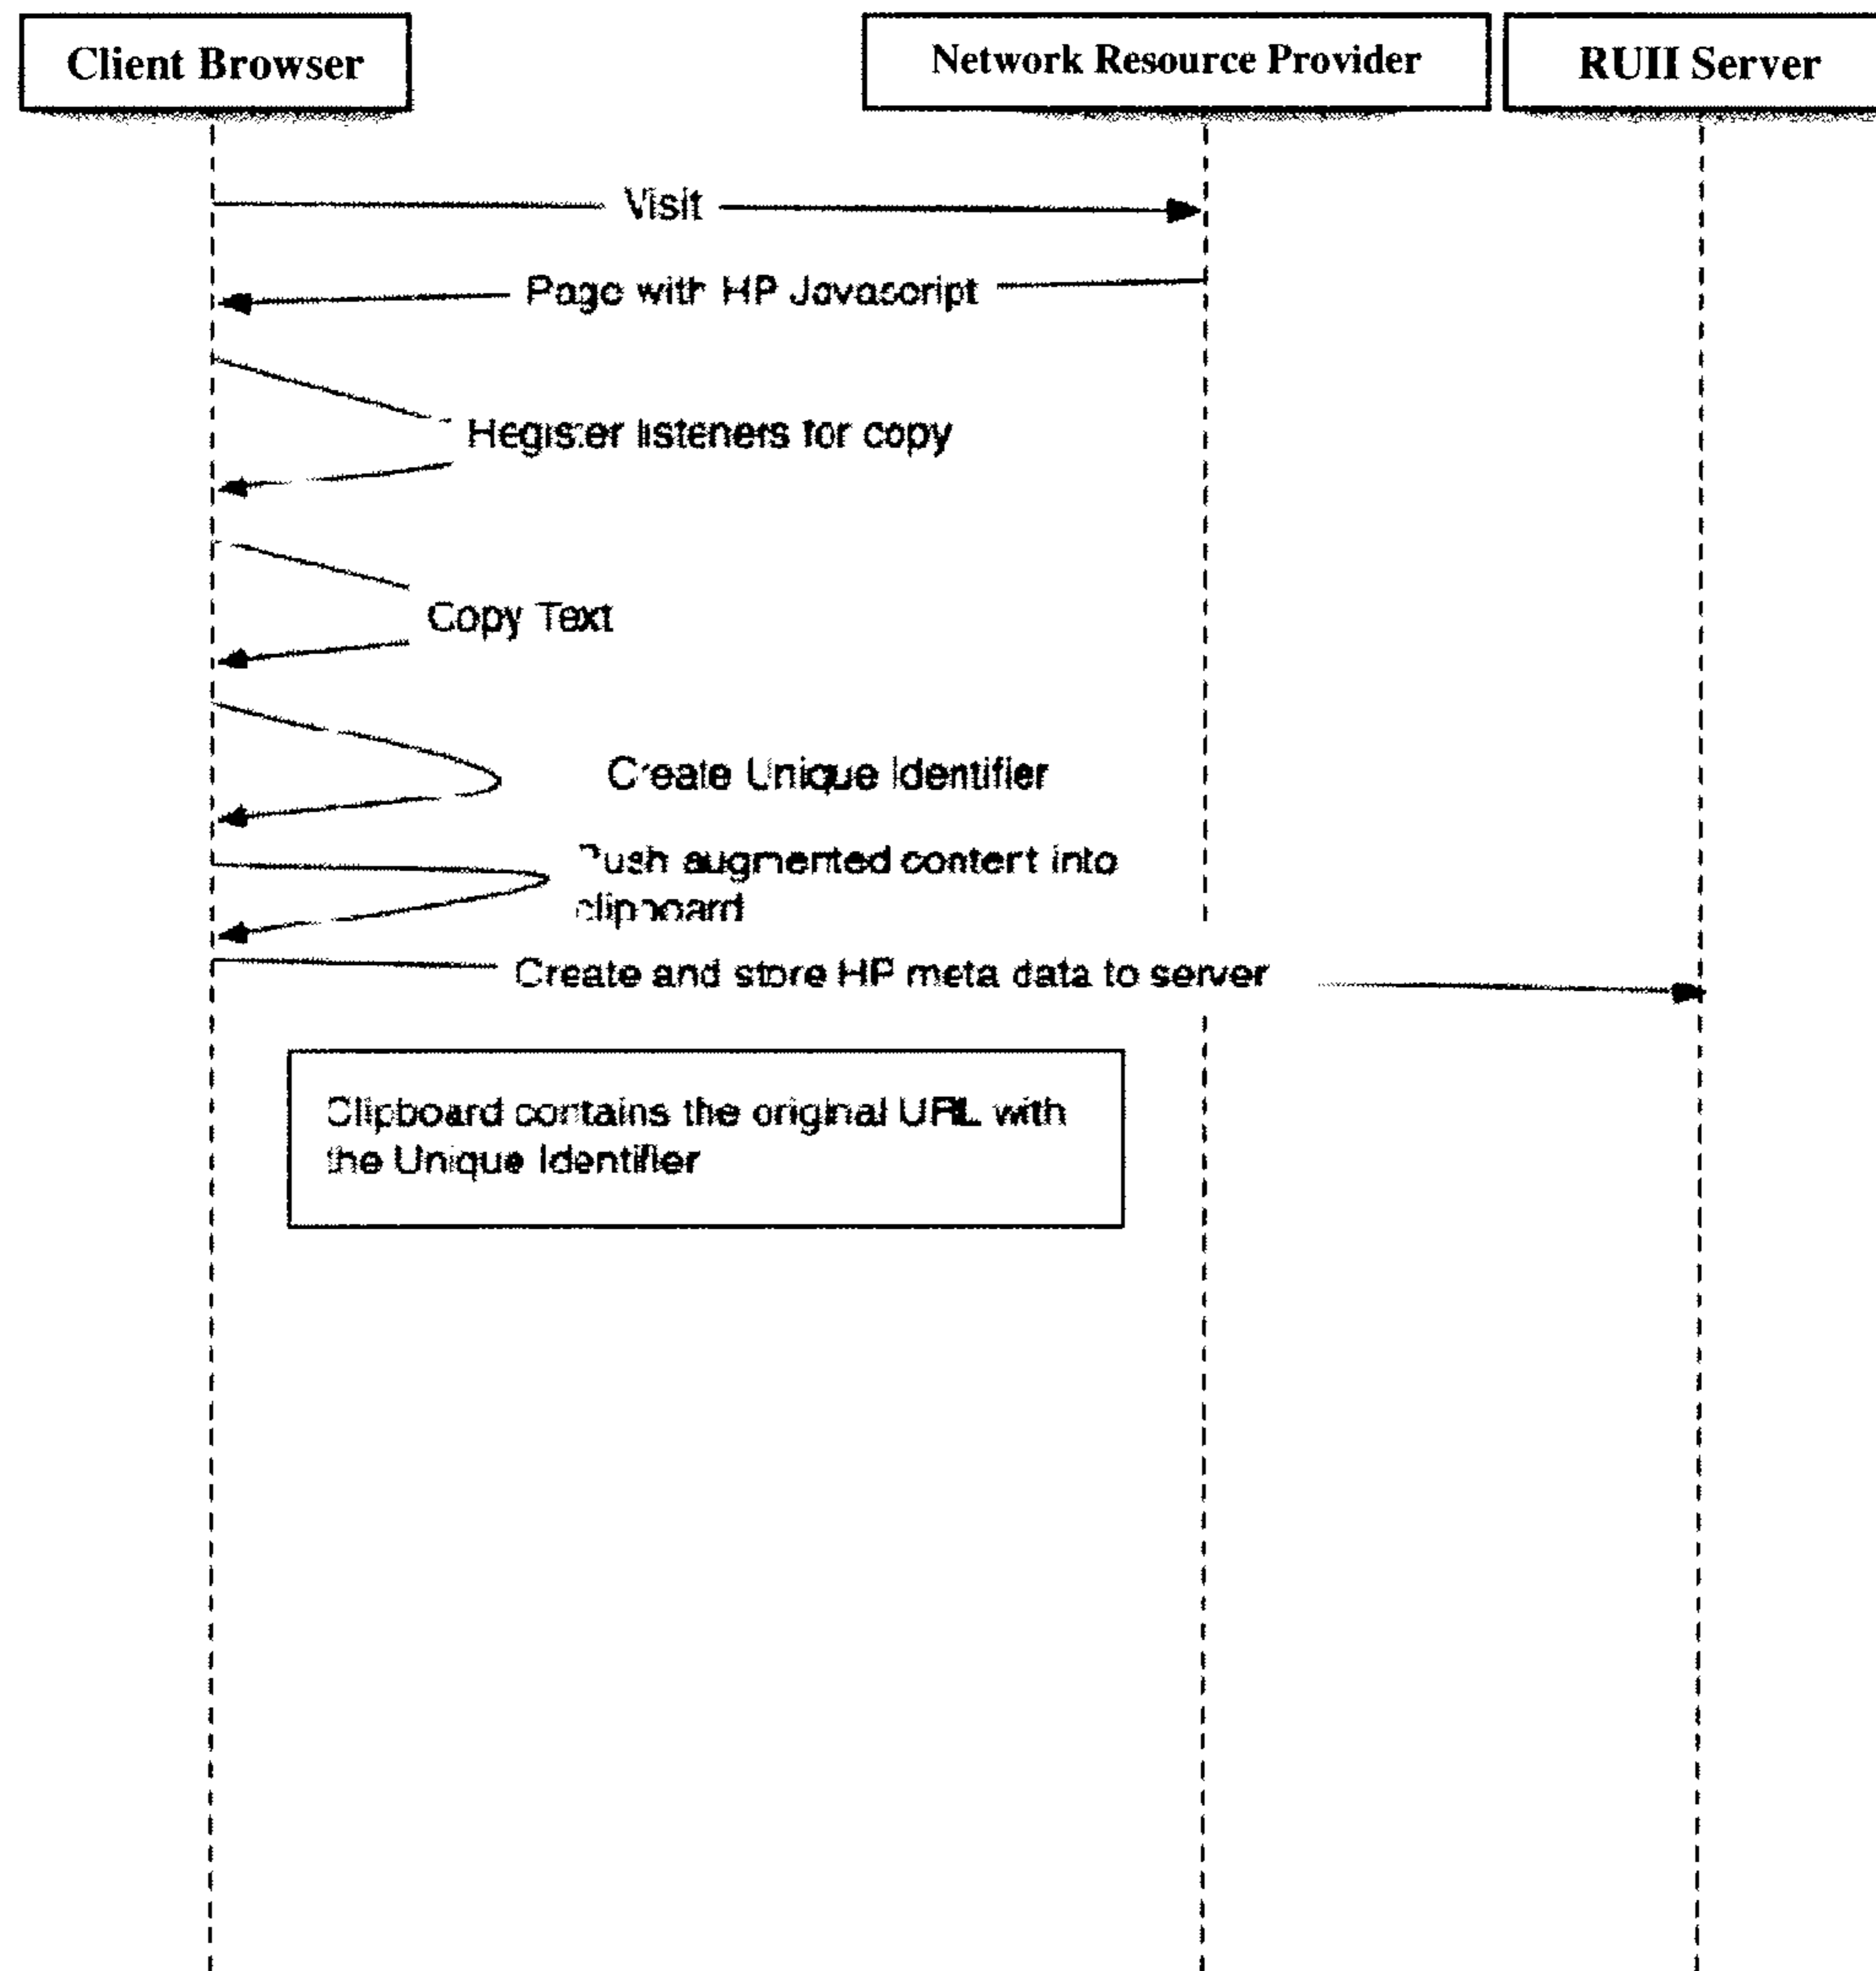 Client Browser
Network Resource Provider
RUII Server
Visit
Page with HP Javascript
Register listeners for copy
Copy Text
Create Unique Identifier
Push augmented content into
clipboard
Create and store HP meta data to server
Clipboard contains the original URL with
the Unique Identifier